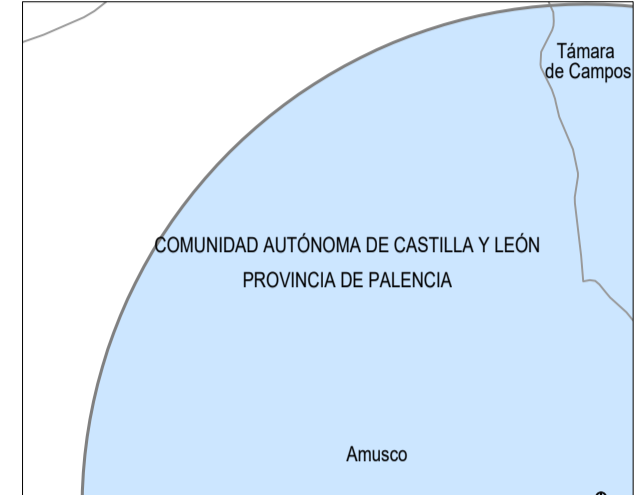 Támara
de Campos
COMUNIDAD AUTÓNOMA DE CASTILLA Y LEÓN
PROVINCIA DE PALENCIA
Amusco